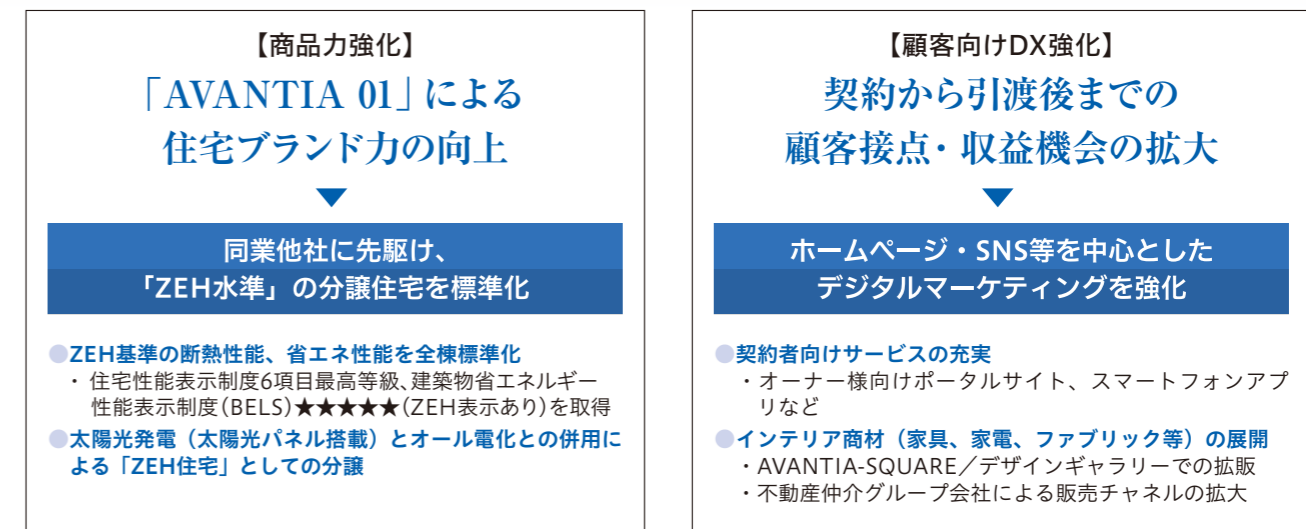 【商品力強化】
「AVANTIA 01」による
住宅ブランド力の向上
同業他社に先駆け、
「ZEH水準」の分譲住宅を標準化
●ZEH基準の断熱性能、省エネ性能を全棟標準化
・住宅性能表示制度6項目最高等級、建築物省エネルギー
性能表示制度(BELS)★★★★★(ZEH表示あり)を取得
●太陽光発電（太陽光パネル搭載）とオール電化との併用に
よる「ZEH住宅」としての分譲
【顧客向けDX強化】
契約から引渡後までの
顧客接点・収益機会の拡大
ホームページ・SNS等を中心とした
デジタルマーケティングを強化
●契約者向けサービスの充実
・オーナー様向けポータルサイト、スマートフォンアプ
リなど
●インテリア商材（家具、家電、ファブリック等）の展開
・AVANTIA-SQUARE／デザインギャラリーでの拡販
・不動産仲介グループ会社による販売チャネルの拡大